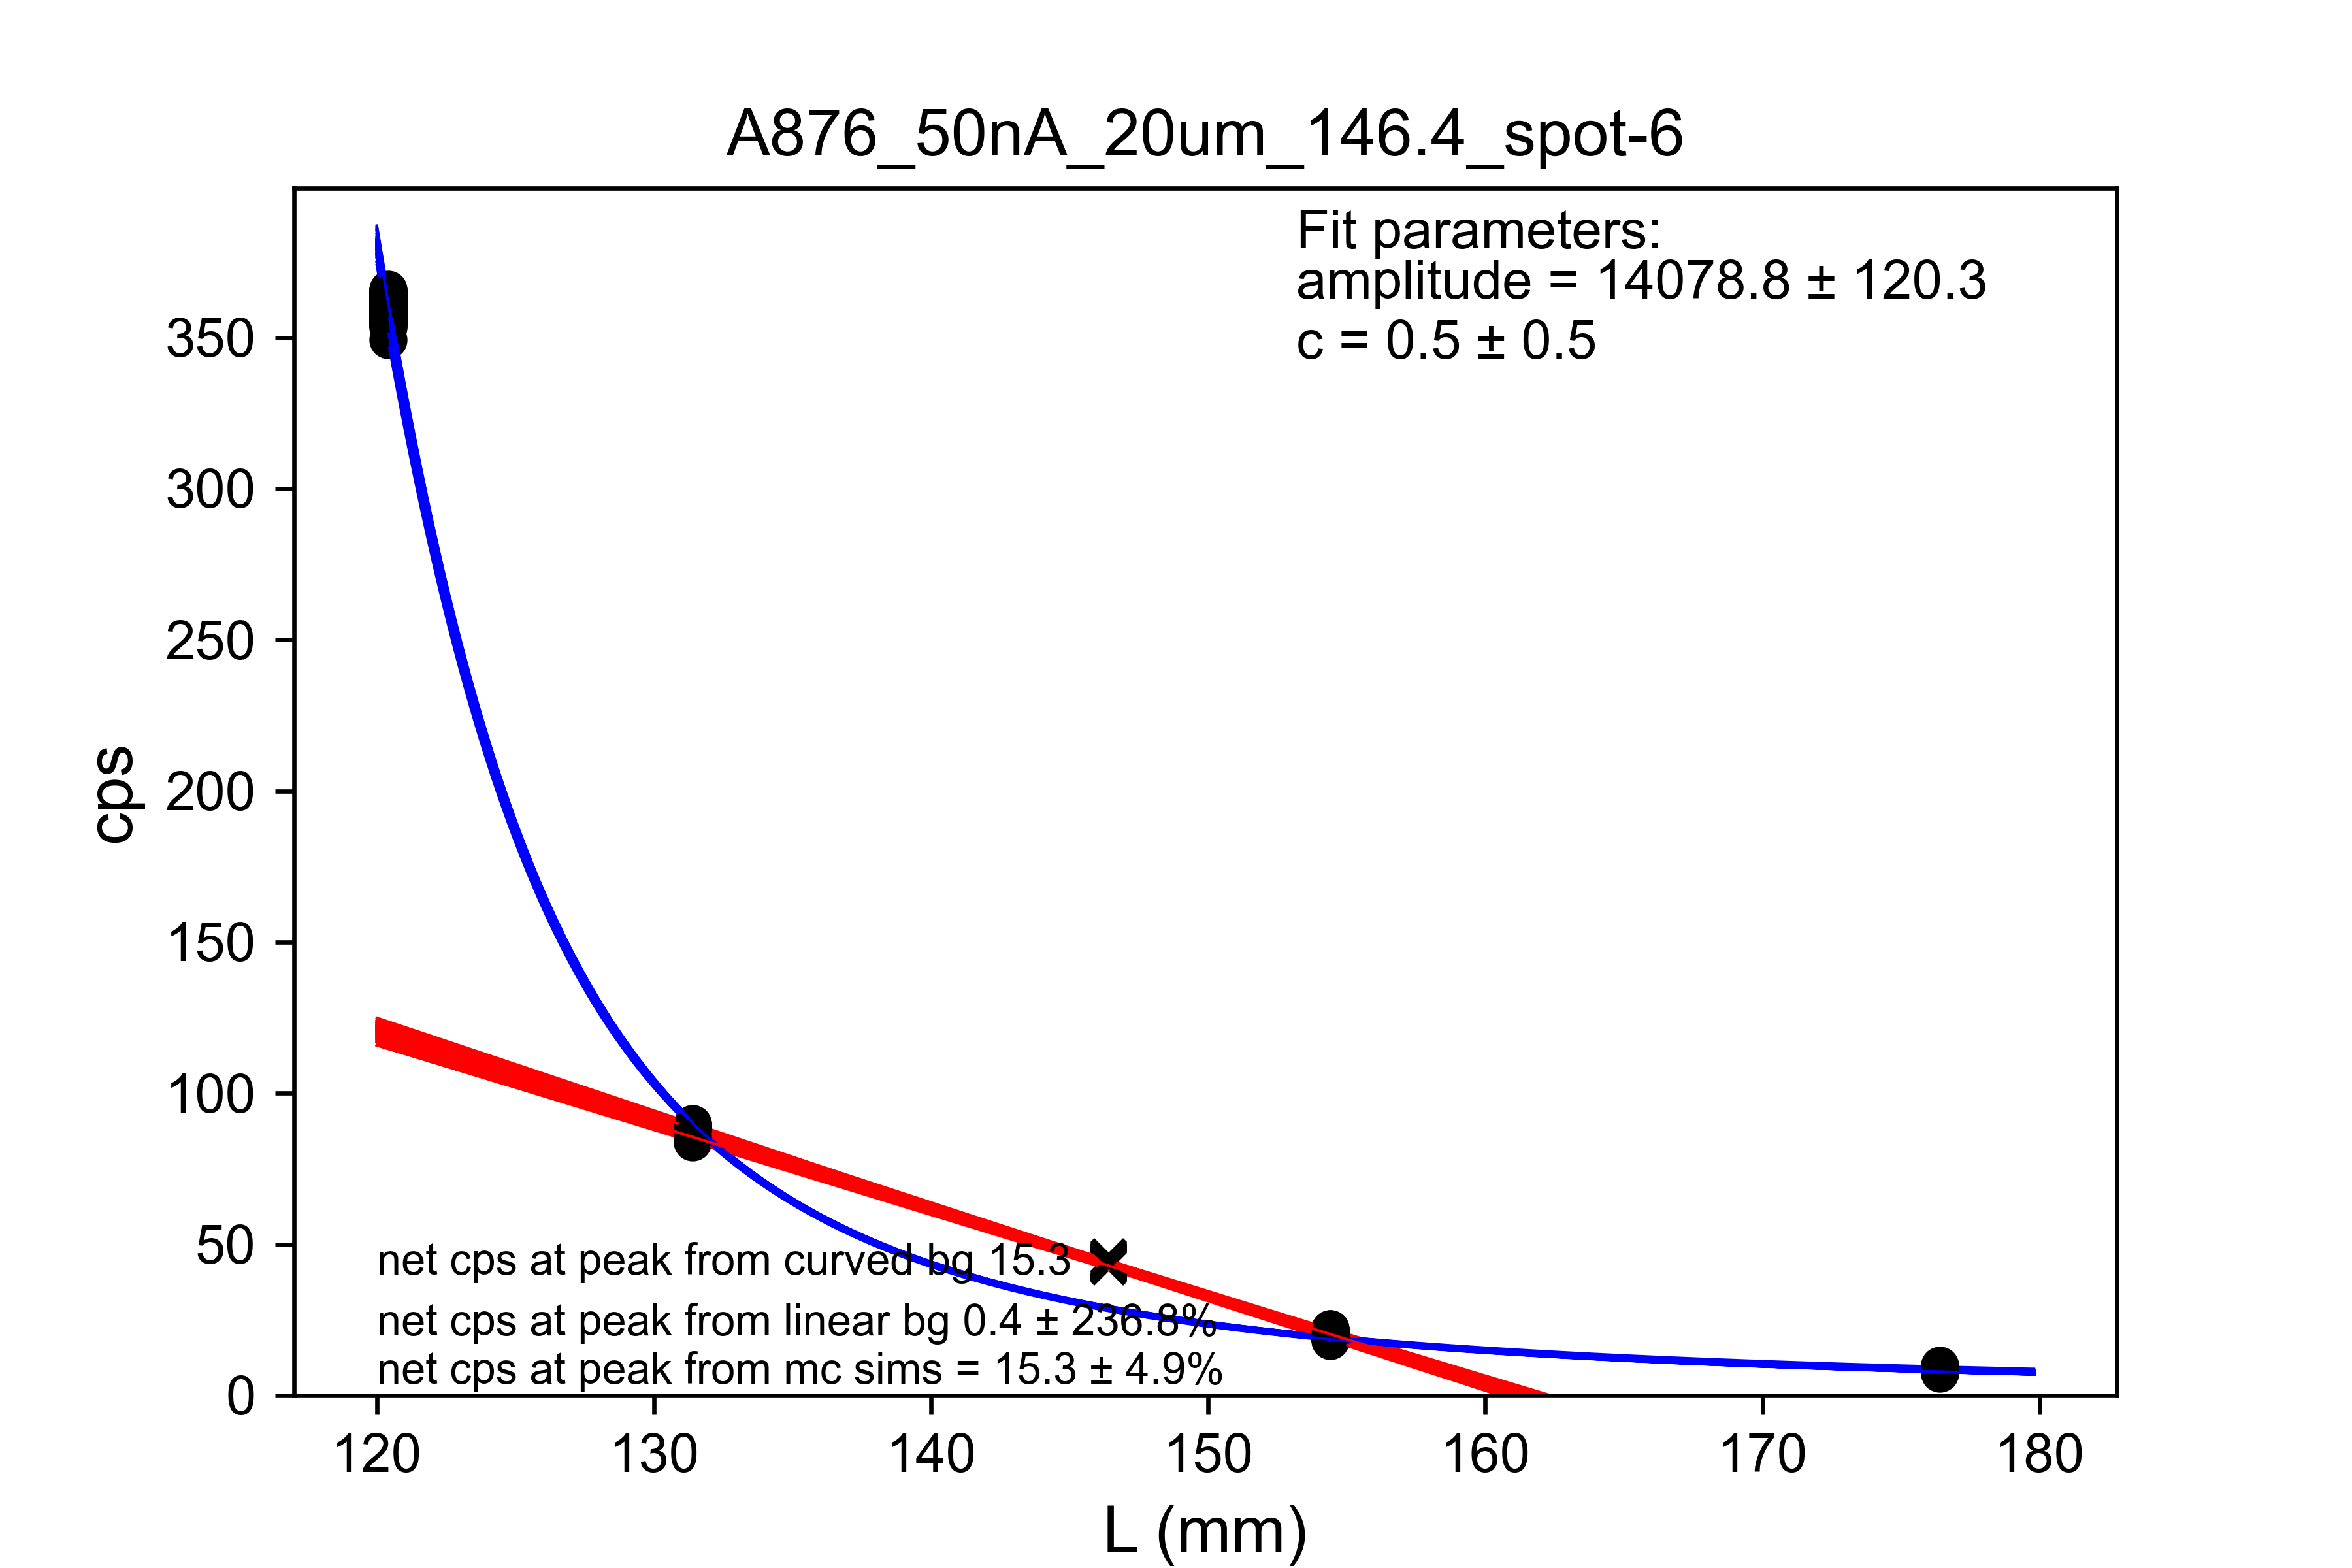 A876_50nA_20um_146.4_spot-6
Fit parameters:
amplitude = 14078.8 ± 120.3
c = 0.5 ± 0.5
350
300
250
200
150
100
50
0
cps
net cps at peak from curved bg 15.3
net cps at peak from linear bg 0.4 ± 236.8%
net cps at peak from mc sims = 15.3 ± 4.9%
120 130 140 150 160 170 180
L (mm)